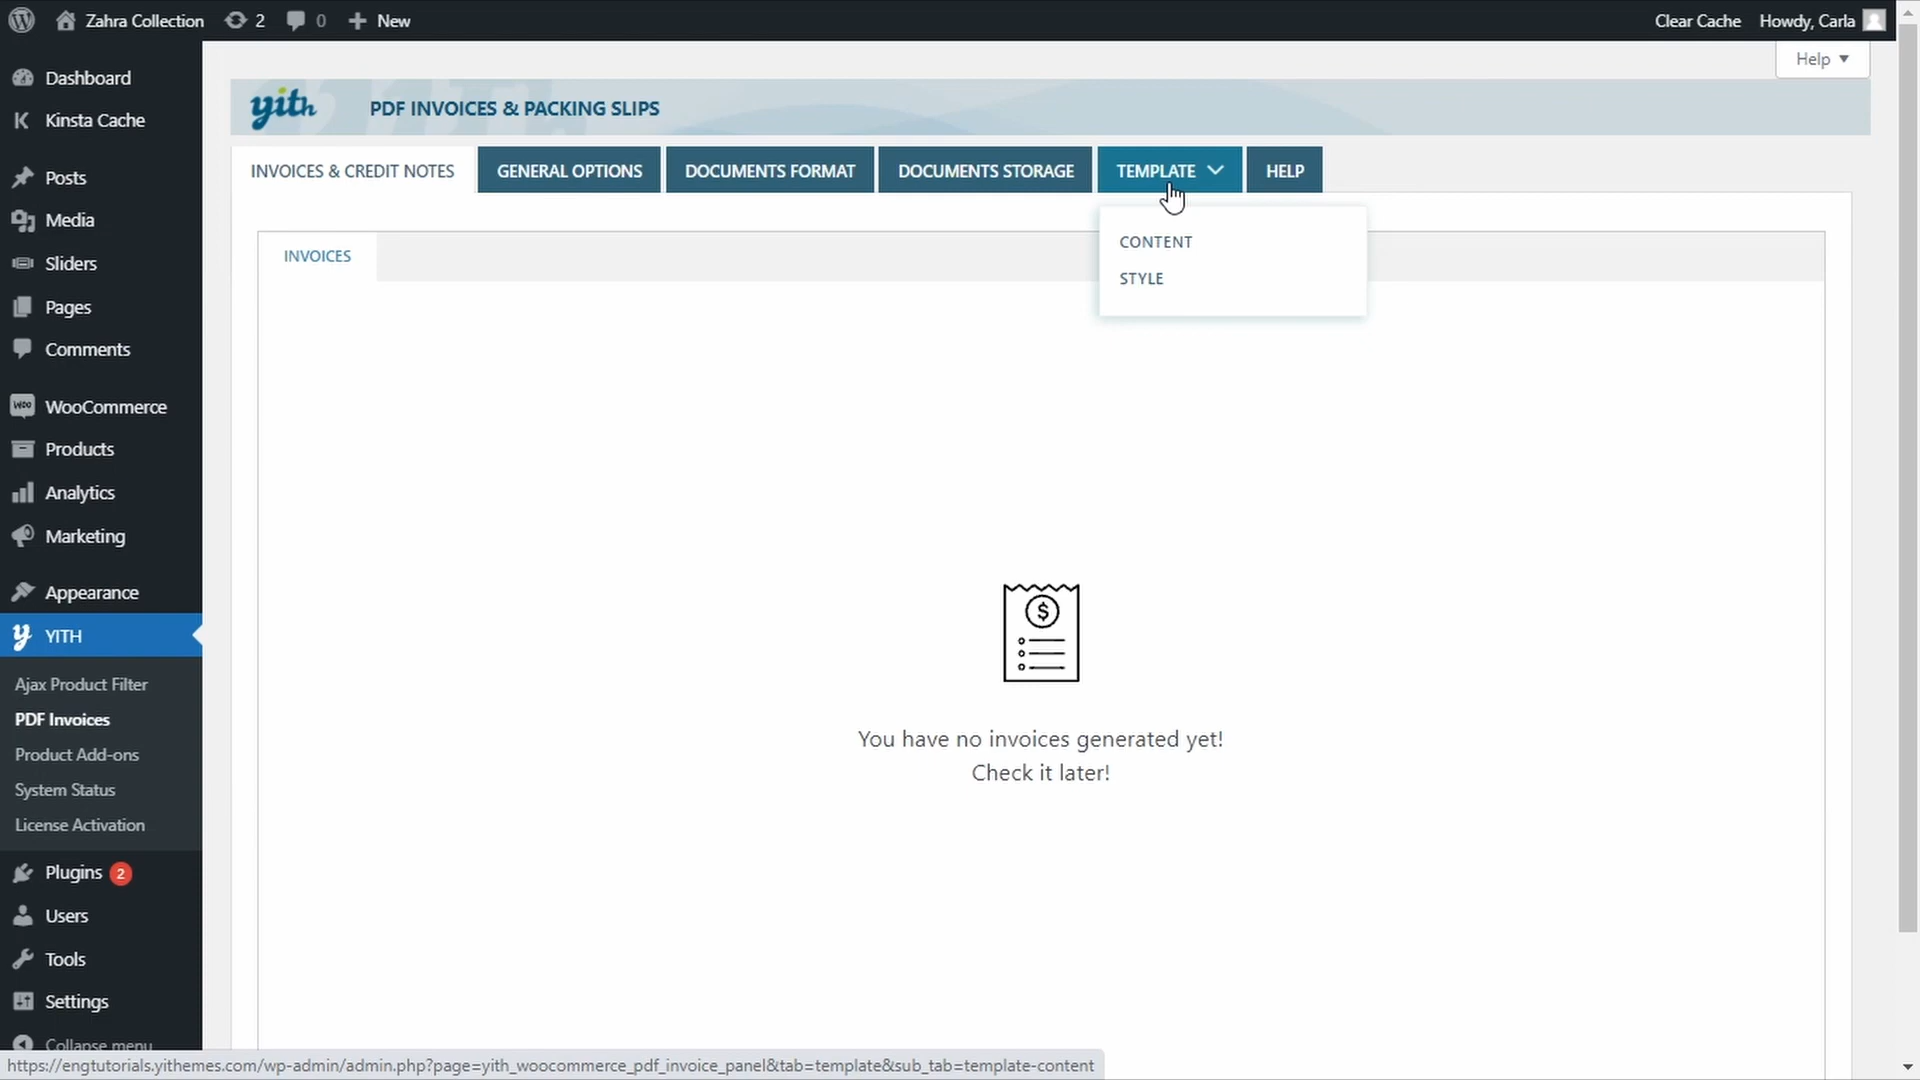 Zahra Collection 2 0 New Clear Cache Howdy, Carla
Help
Dashboard
Kinsta Cache
Posts
Media
Sliders
Pages
Comments
WooCommerce
Products
Analytics
Marketing
Appearance
YITH
Ajax Product Filter
PDF Invoices
Product Add-ons
System Status
License Activation
Plugins 2
Users
Tools
Settings
Collapse menu
yith PDF INVOICES & PACKING SLIPS
INVOICES & CREDIT NOTES GENERAL OPTIONS DOCUMENTS FORMAT DOCUMENTS STORAGE TEMPLATE HELP
CONTENT
STYLE
INVOICES
You have no invoices generated yet!
Check it later!
https://engtutorials.yithemes.com/wp-admin/admin.php?page=yith_woocommerce_pdf_invoice_panel&tab=template&sub_tab=template-content